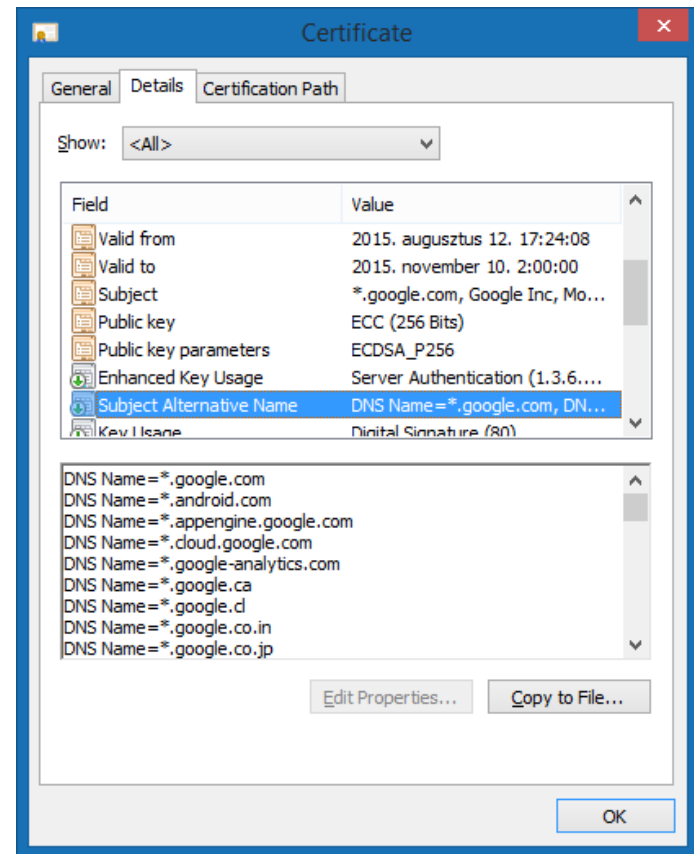 Certificate
General Details Certification Path
Show: <All>
Field Value
Valid from 2015. augusztus 12. 17:24:08
Valid to 2015. november 10. 2:00:00
Subject *.google.com, Google Inc, Mo...
Public key ECC (256 Bits)
Public key parameters ECDSA_P256
Enhanced Key Usage Server Authentication (1.3.6....
Subject Alternative Name DNS Name=*.google.com, DN...
Key Usage Digital Signature (80)
DNS Name=*.google.com
DNS Name=*.android.com
DNS Name=*.appengine.google.com
DNS Name=*.cloud.google.com
DNS Name=*.google-analytics.com
DNS Name=*.google.ca
DNS Name=*.google.cl
DNS Name=*.google.co.in
DNS Name=*.google.co.jp
Edit Properties... Copy to File...
OK